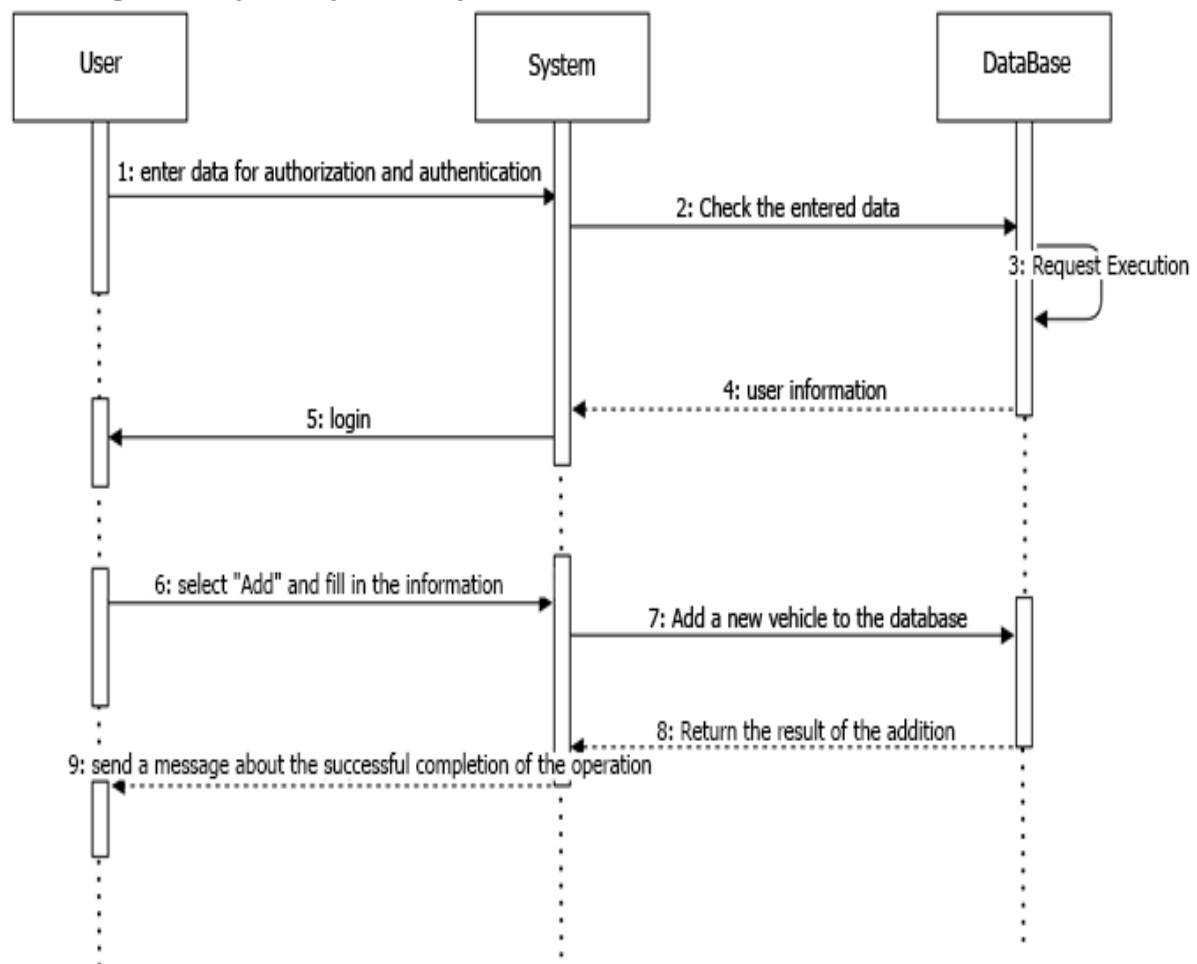 User
System
DataBase
1: enter data for authorization and authentication
2: Check the entered data
3: Request Execution
4: user information
5: login
6: select "Add" and fill in the information
7: Add a new vehicle to the database
8: Return the result of the addition
9: send a message about the successful completion of the operation